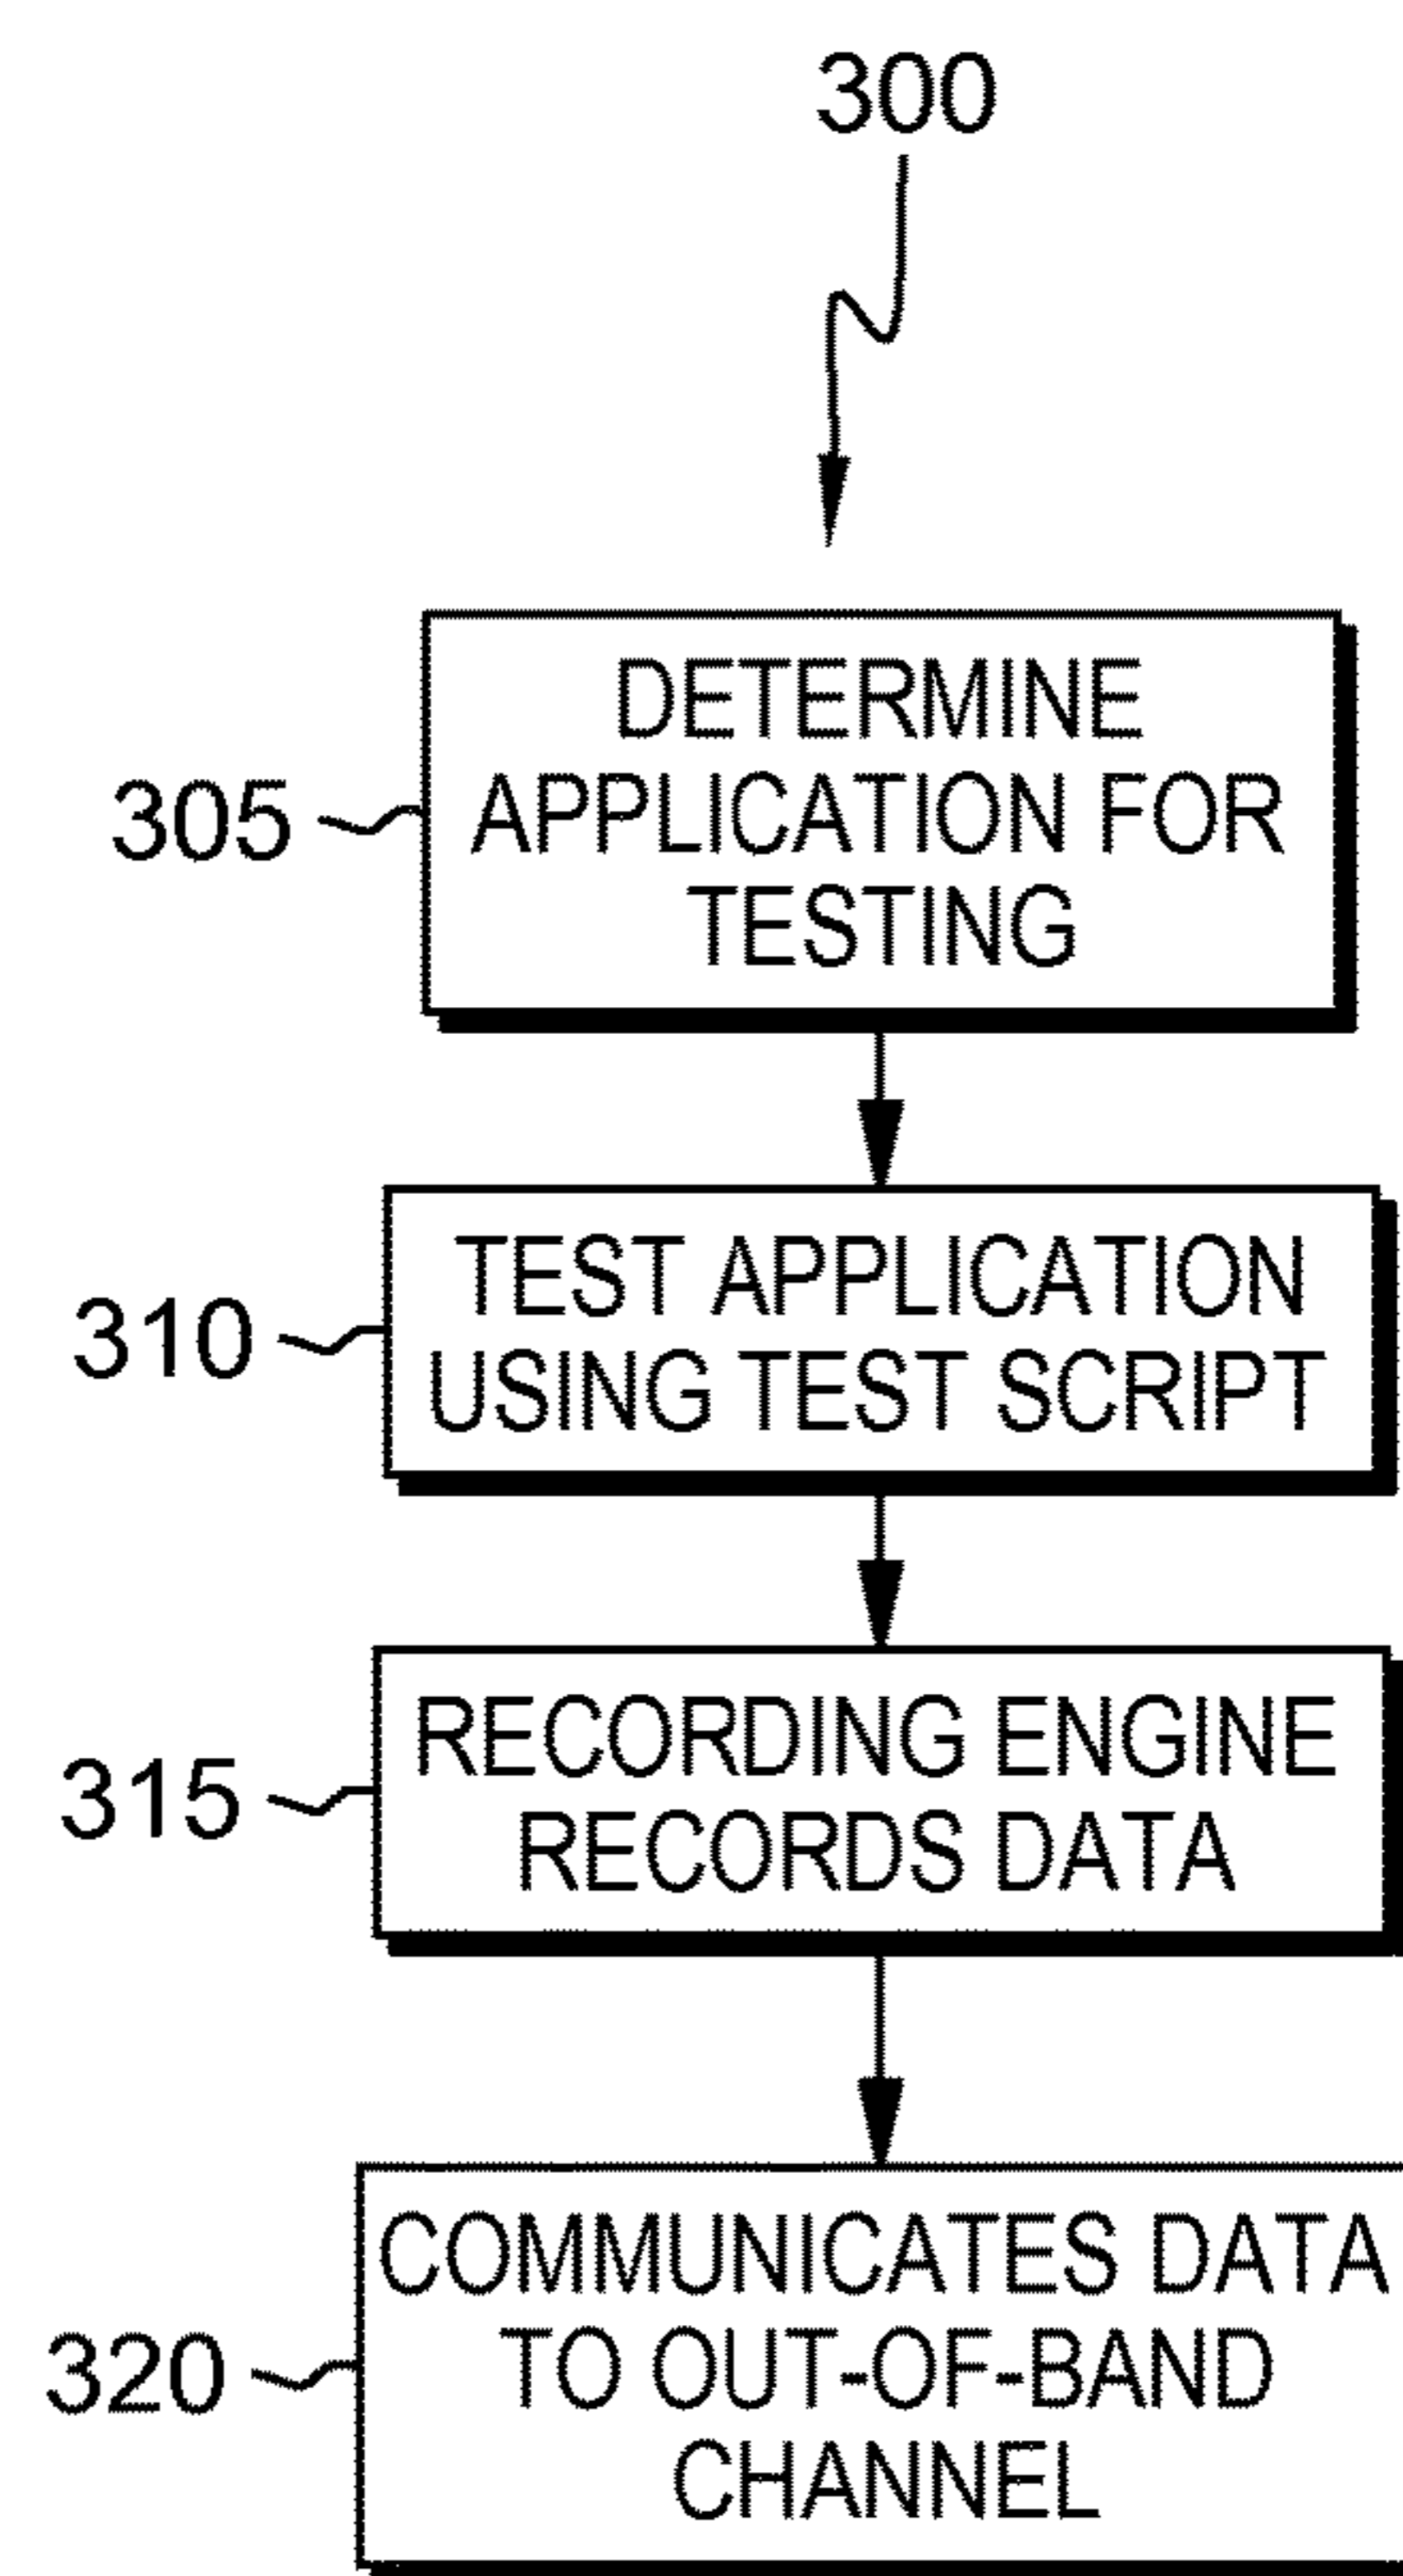 300
305
DETERMINE
APPLICATION FOR
TESTING
310
TEST APPLICATION
USING TEST SCRIPT
315
RECORDING ENGINE
RECORDS DATA
320
COMMUNICATES DATA
TO OUT-OF-BAND
CHANNEL